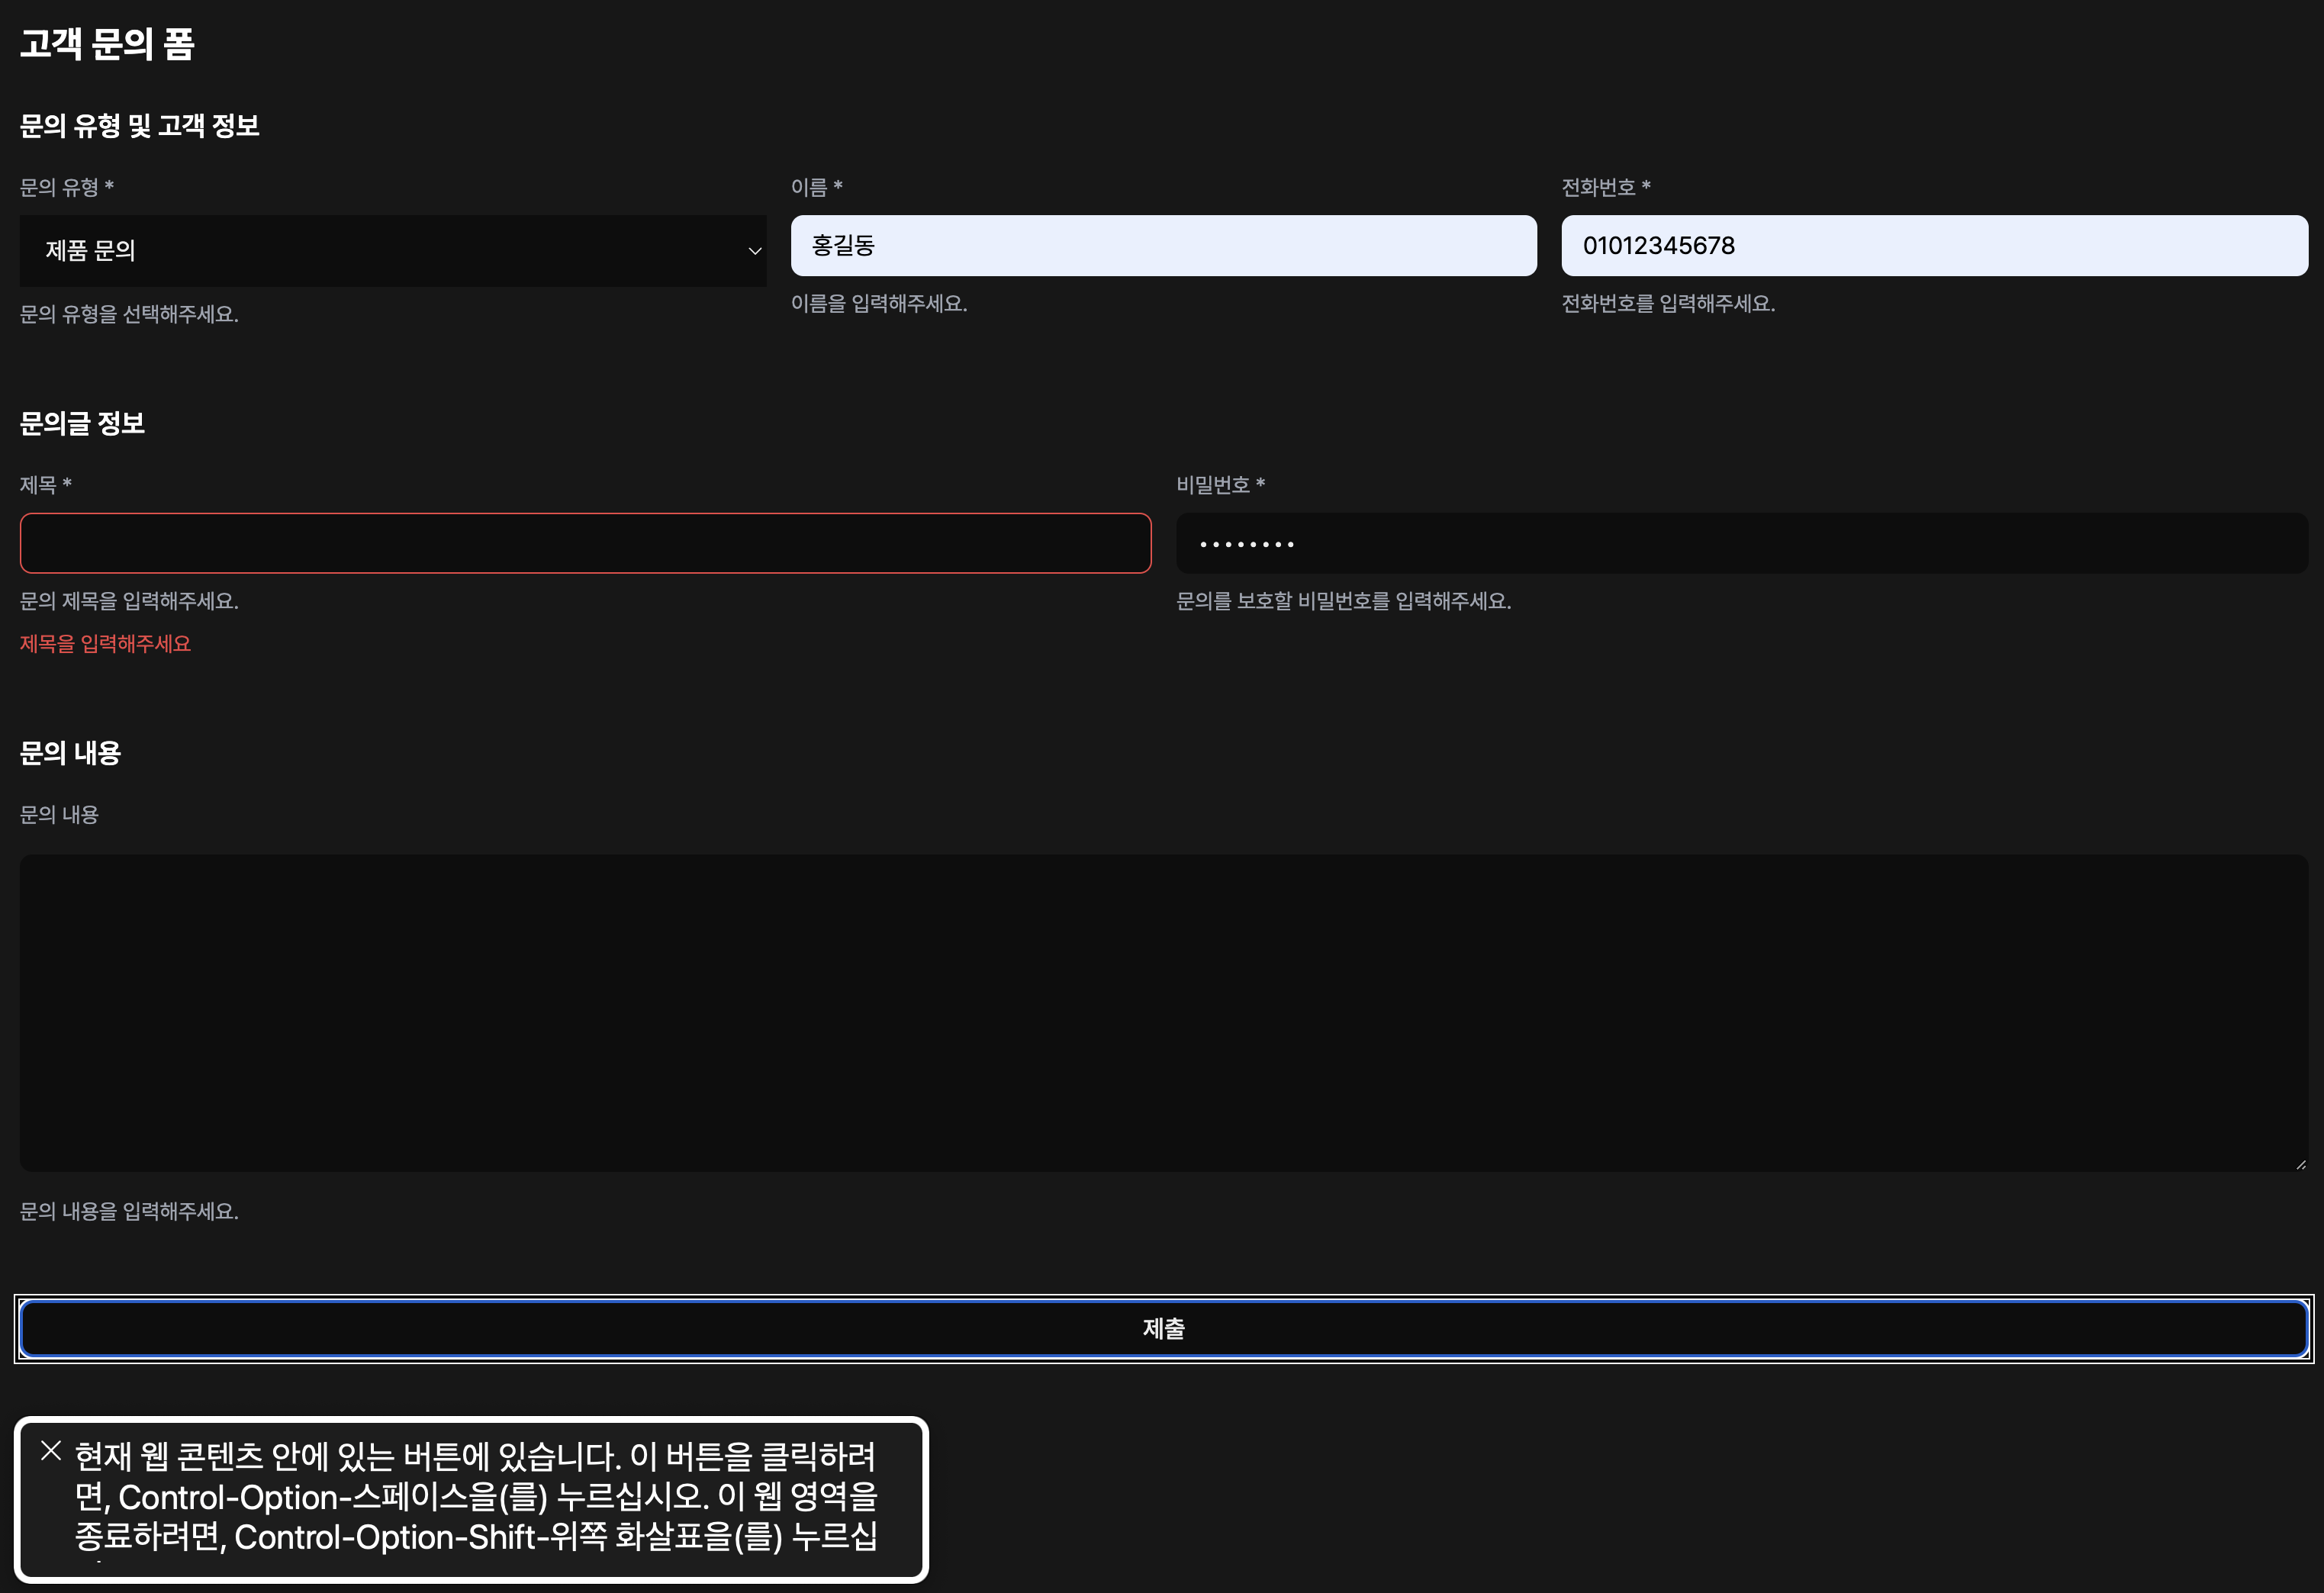 고객 문의 폼
문의 유형 및 고객 정보
문의 유형 *
제품 문의
문의 유형을 선택해주세요.
이름 *
홍길동
이름을 입력해주세요.
전화번호 *
01012345678
전화번호를 입력해주세요.
문의글 정보
제목 *
문의 제목을 입력해주세요.
제목을 입력해주세요
비밀번호 *
••••••••
문의를 보호할 비밀번호를 입력해주세요.
문의 내용
문의 내용
문의 내용을 입력해주세요.
제출
현재 웹 콘텐츠 안에 있는 버튼에 있습니다. 이 버튼을 클릭하려
면, Control-Option-스페이스을(를) 누르십시오. 이 웹 영역을
종료하려면, Control-Option-Shift-위쪽 화살표을(를) 누르십